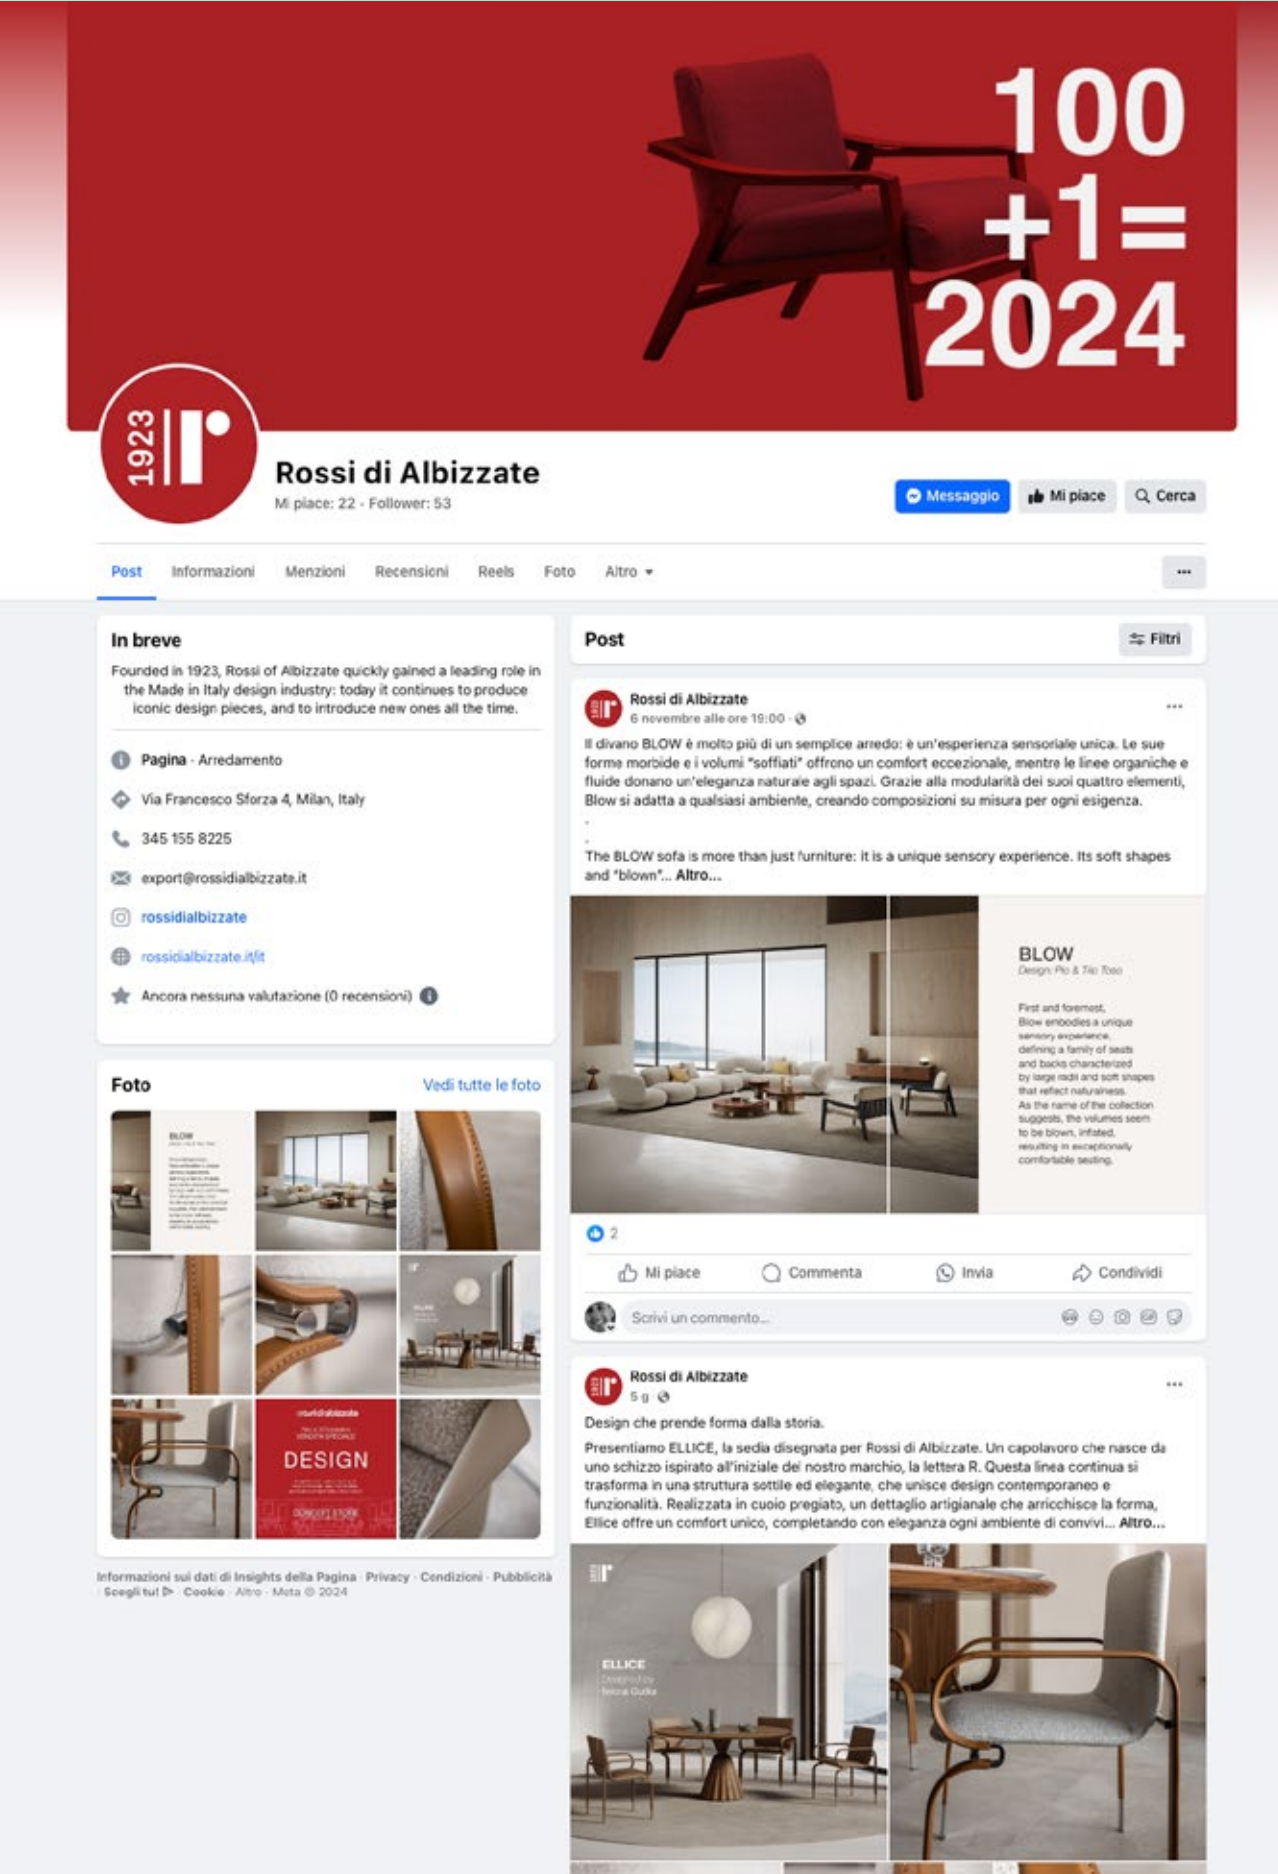 100
+1=
2024
1923
Rossi di Albizzate
Mi piace: 22 • Follower: 53
Messaggio
Mi piace
Cerca
Post
Informazioni
Menzioni
Recensioni
Reels
Foto
Altro
In breve
Founded in 1923, Rossi of Albizzate quickly gained a leading role in
the Made in Italy design industry: today it continues to produce
iconic design pieces, and to introduce new ones all the time.
Pagina · Arredamento
Via Francesco Sforza 4, Milan, Italy
345 155 8225
export@rossidialbizzate.it
rossidialbizzate
rossidialbizzate.it/it
Ancora nessuna valutazione (0 recensioni)
Foto
Vedi tutte le foto
BLOW
ELLICE
DESIGN
CONCEPT STORE
Informazioni sui dati di Insights della Pagina · Privacy · Condizioni · Pubblicità
· Scegli tu! · Cookie · Altro · Meta © 2024
Post
Filtri
Rossi di Albizzate
6 novembre alle ore 19:00 ·
Il divano BLOW è molto più di un semplice arredo: è un'esperienza sensoriale unica. Le sue
forme morbide e i volumi "soffiati" offrono un comfort eccezionale, mentre le linee organiche e
fluide donano un'eleganza naturale agli spazi. Grazie alla modularità dei suoi quattro elementi,
Blow si adatta a qualsiasi ambiente, creando composizioni su misura per ogni esigenza.
.
.
The BLOW sofa is more than just furniture: it is a unique sensory experience. Its soft shapes
and "blown"... Altro...
BLOW
Design: Pio & Tito Toso
First and foremost,
Blow embodies a unique
sensory experience,
defining a family of seats
and backs characterized
by large radii and soft shapes
that reflect naturalness.
As the name of the collection
suggests, the volumes seem
to be blown, inflated,
resulting in exceptionally
comfortable seating.
2
Mi piace
Commenta
Invia
Condividi
Scrivi un commento...
Rossi di Albizzate
5 g ·
Design che prende forma dalla storia.
Presentiamo ELLICE, la sedia disegnata per Rossi di Albizzate. Un capolavoro che nasce da
uno schizzo ispirato all'iniziale del nostro marchio, la lettera R. Questa linea continua si
trasforma in una struttura sottile ed elegante, che unisce design contemporaneo e
funzionalità. Realizzata in cuoio pregiato, un dettaglio artigianale che arricchisce la forma,
Ellice offre un comfort unico, completando con eleganza ogni ambiente di convivi... Altro...
1923
ELLICE
Designed by